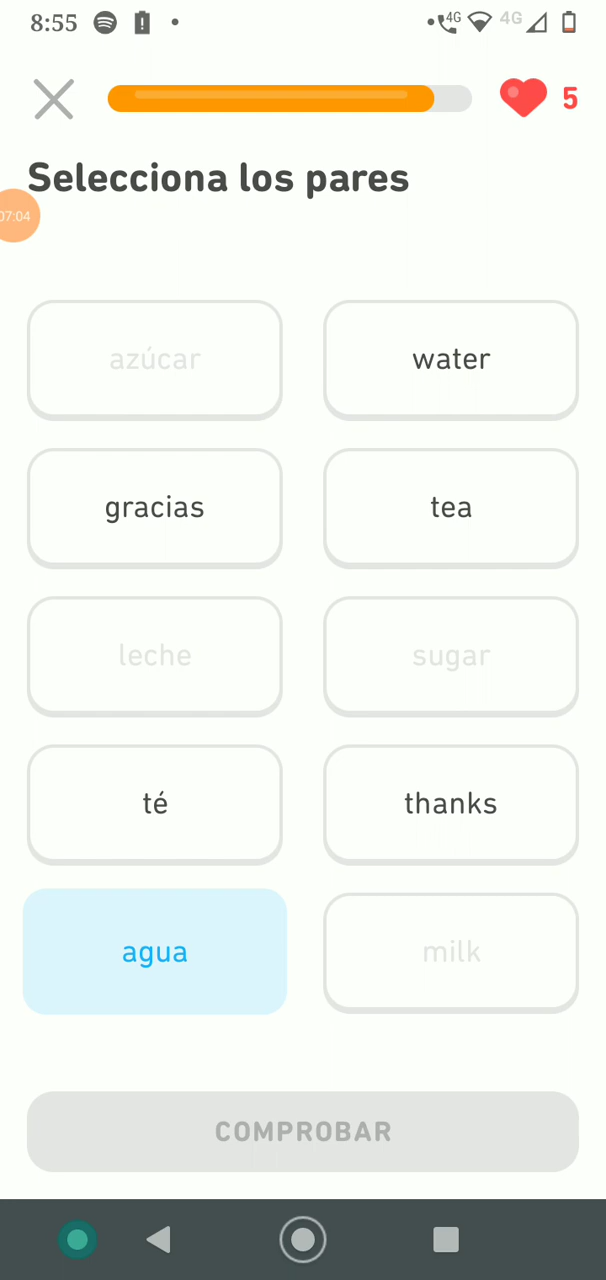 8:55 4G 4G
5
Selecciona los pares
07:04
azúcar water
gracias tea
leche sugar
té thanks
agua milk
COMPROBAR